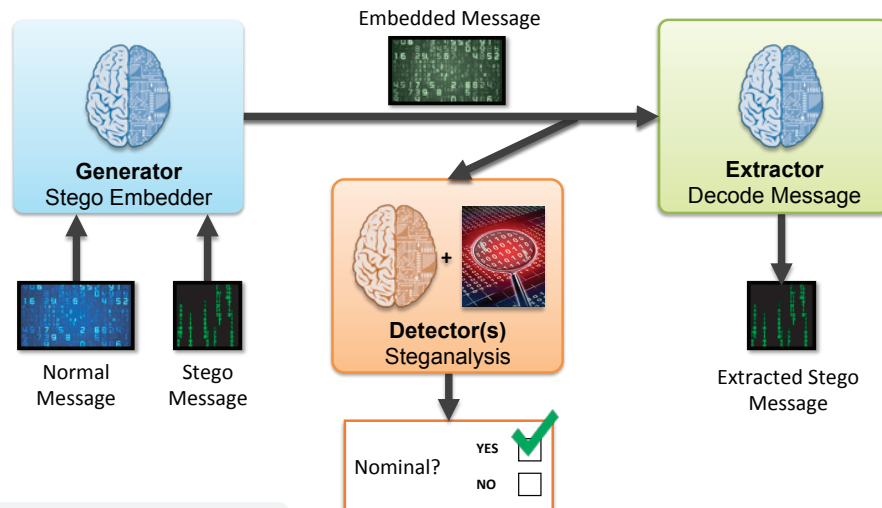 Embedded Message
Generator
Stego Embedder
Extractor
Decode Message
+
Detector(s)
Steganalysis
Normal
Message
Stego
Message
Extracted Stego
Message
Nominal?
YES
NO